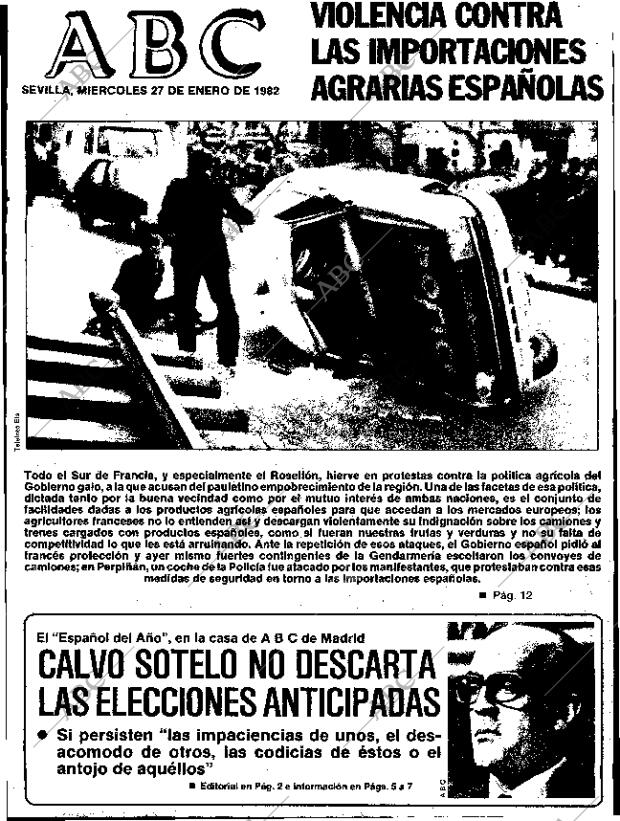 ABC
SEVILLA, MIERCOLES 27 DE ENERO DE 1982
VIOLENCIA CONTRA
LAS IMPORTACIONES
AGRARIAS ESPAÑOLAS
Telefoto Efe
Todo el Sur de Francia, y especialmente el Rosellón, hierve en protestas contra la política agrícola del
Gobierno galo, a la que acusan del paulatino empobrecimiento de la región. Una de las facetas de esa política,
dictada tanto por la buena vecindad como por el mutuo interés de ambas naciones, es el conjunto de
facilidades dadas a los productos agrícolas españoles para que accedan a los mercados europeos; los
agricultores franceses no lo entienden así y descargan violentamente su indignación sobre los camiones y
trenes cargados con productos españoles, como si fueran nuestras frutas y verduras y no su falta de
competitividad lo que les está arruinando. Ante la repetición de esos ataques, el Gobierno español pidió al
francés protección y ayer mismo fuertes contingentes de la Gendarmería escoltaron los convoyes de
camiones; en Perpiñán, un coche de la Policía fue atacado por los manifestantes, que protestaban contra esas
medidas de seguridad en torno a las importaciones españolas.
■ Pág. 12
El "Español del Año", en la casa de A B C de Madrid
CALVO SOTELO NO DESCARTA
LAS ELECCIONES ANTICIPADAS
● Si persisten "las impaciencias de unos, el des-
acomodo de otros, las codicias de éstos o el
antojo de aquéllos"
■ Editorial en Pág. 2 e información en Págs. 5 a 7
A B C